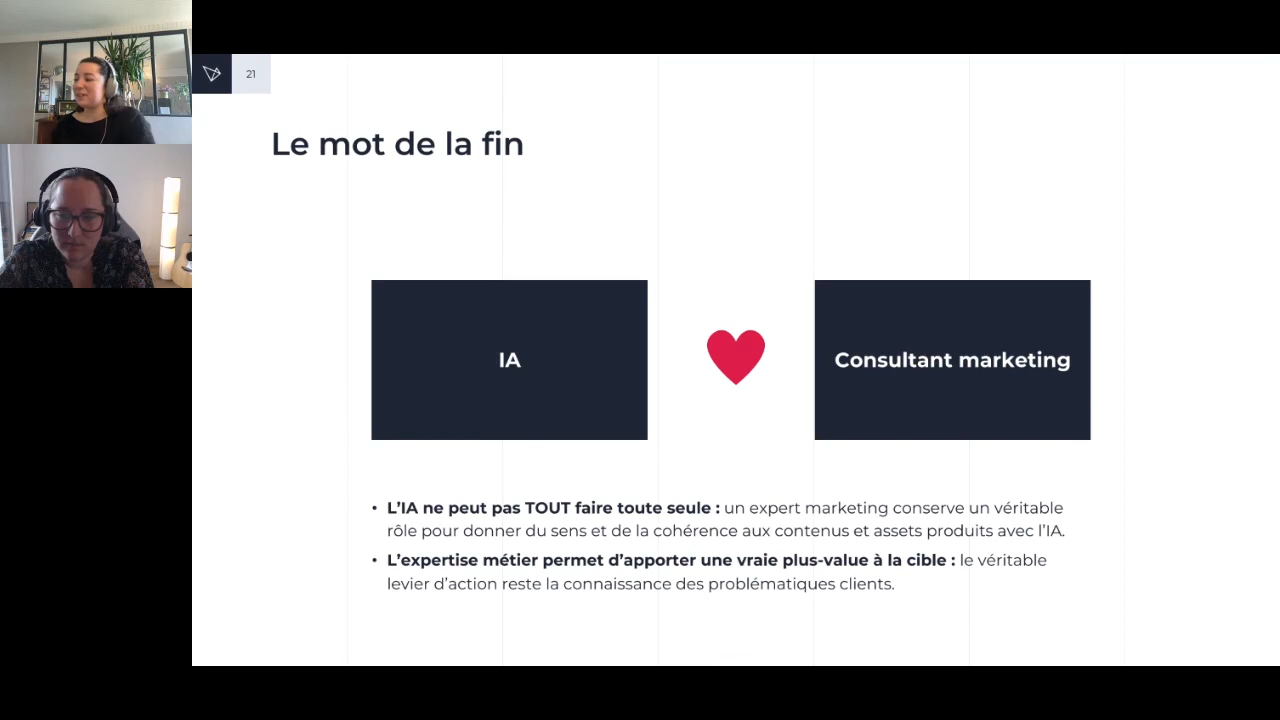 21
Le mot de la fin
IA
Consultant marketing
• L’IA ne peut pas TOUT faire toute seule : un expert marketing conserve un véritable
rôle pour donner du sens et de la cohérence aux contenus et assets produits avec l’IA.
• L’expertise métier permet d’apporter une vraie plus-value à la cible : le véritable
levier d’action reste la connaissance des problématiques clients.